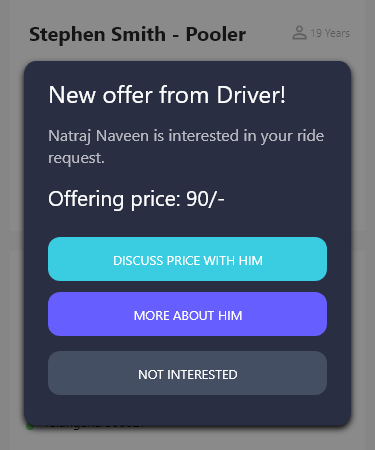 Stephen Smith - Pooler
19 Years
New offer from Driver!
Natraj Naveen is interested in your ride
request.
Offering price: 90/-
DISCUSS PRICE WITH HIM
MORE ABOUT HIM
NOT INTERESTED